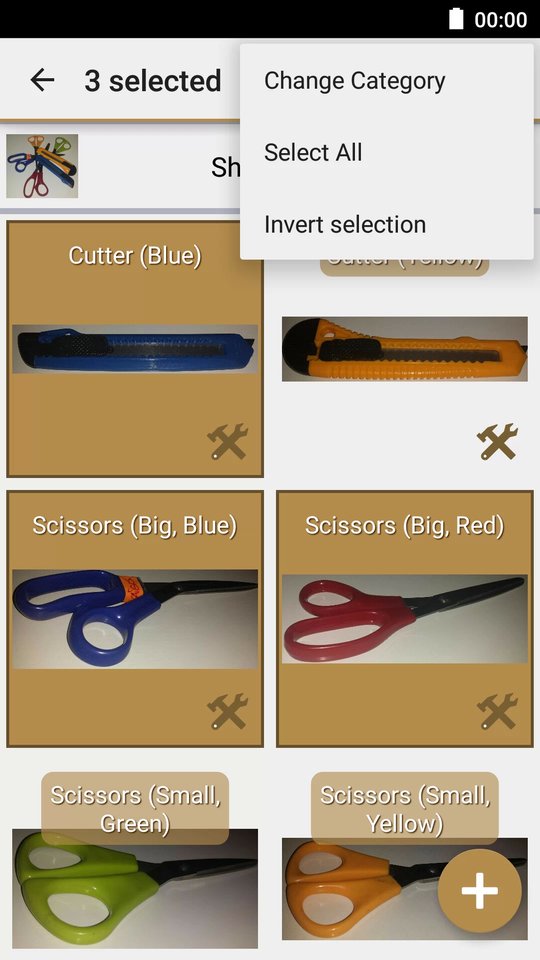 00:00
3 selected
Change Category
Select All
Invert selection
Sh
Cutter (Blue)
Cutter (Yellow)
Scissors (Big, Blue)
Scissors (Big, Red)
Scissors (Small,
Green)
Scissors (Small,
Yellow)